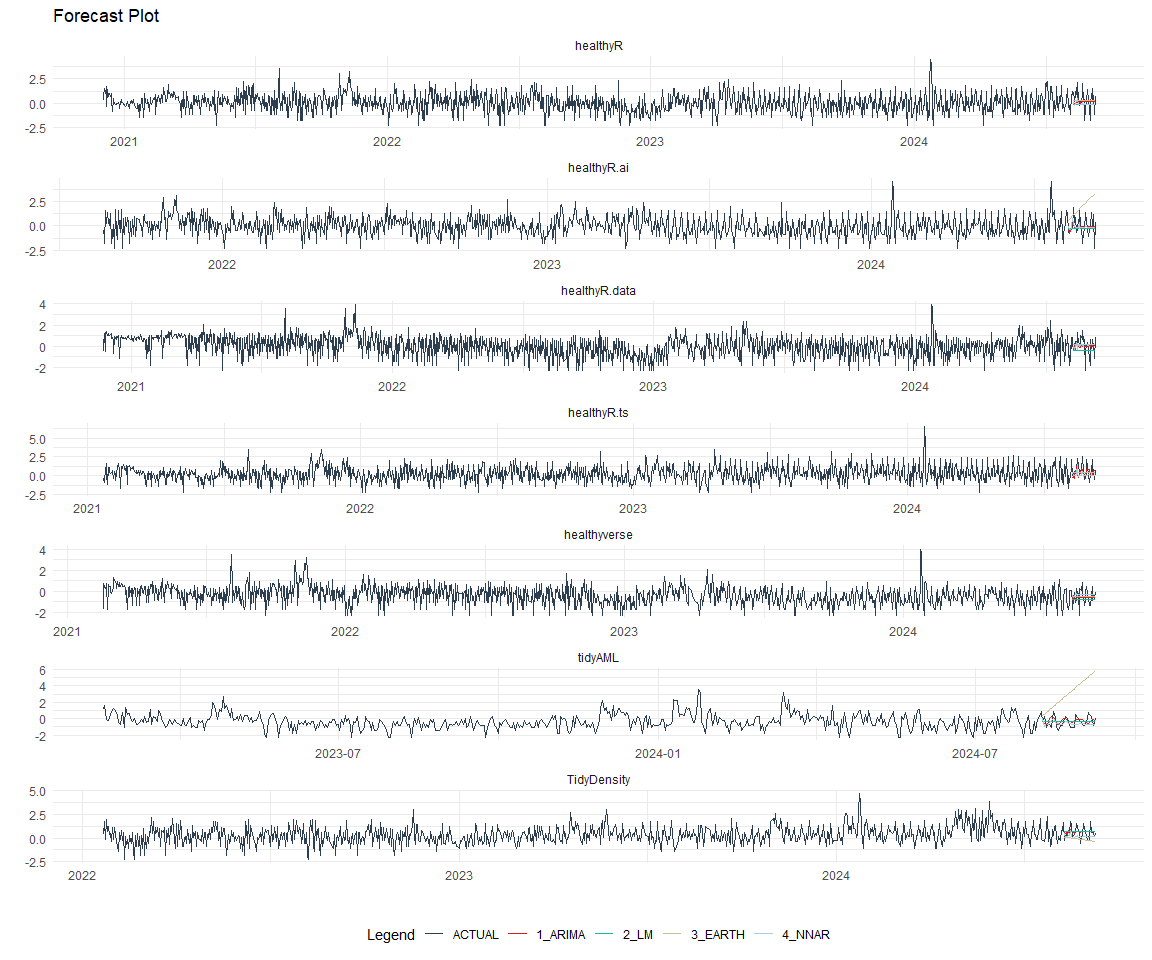 Forecast Plot
healthyR
2.5
0.0
-2.5
2021 2022 2023 2024
healthyR.ai
2.5
0.0
-2.5
2022 2023 2024
healthyR.data
4
2
0
-2
2021 2022 2023 2024
healthyR.ts
5.0
2.5
0.0
-2.5
2021 2022 2023 2024
healthyverse
4
2
0
-2
2021 2022 2023 2024
tidyAML
6
4
2
0
-2
2023-07 2024-01 2024-07
TidyDensity
5.0
2.5
0.0
-2.5
2022 2023 2024
Legend ACTUAL 1_ARIMA 2_LM 3_EARTH 4_NNAR